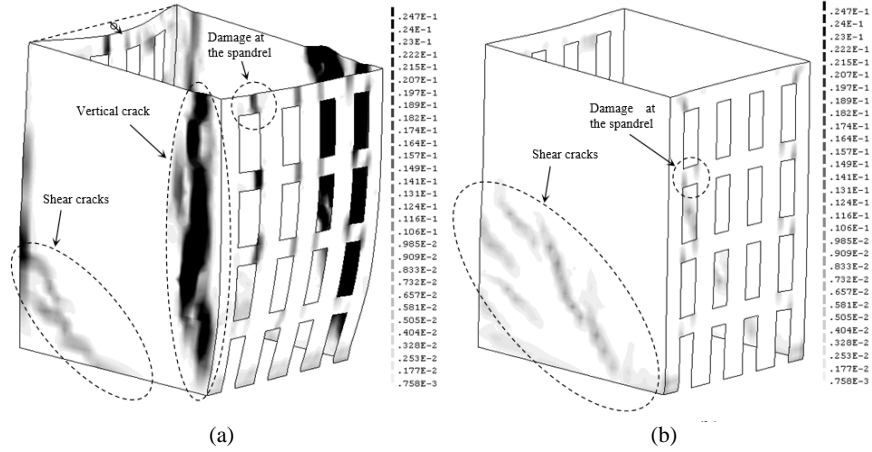 Φ
Damage at
the spandrel
Vertical crack
Shear cracks
.247E-1
.24E-1
.23E-1
.222E-1
.215E-1
.207E-1
.197E-1
.189E-1
.182E-1
.174E-1
.164E-1
.157E-1
.149E-1
.141E-1
.131E-1
.124E-1
.116E-1
.106E-1
.985E-2
.909E-2
.833E-2
.732E-2
.657E-2
.581E-2
.505E-2
.404E-2
.328E-2
.253E-2
.177E-2
.758E-3
(a)
Damage at
the spandrel
Shear cracks
.247E-1
.24E-1
.23E-1
.222E-1
.215E-1
.207E-1
.197E-1
.189E-1
.182E-1
.174E-1
.164E-1
.157E-1
.149E-1
.141E-1
.131E-1
.124E-1
.116E-1
.106E-1
.985E-2
.909E-2
.833E-2
.732E-2
.657E-2
.581E-2
.505E-2
.404E-2
.328E-2
.253E-2
.177E-2
.758E-3
(b)